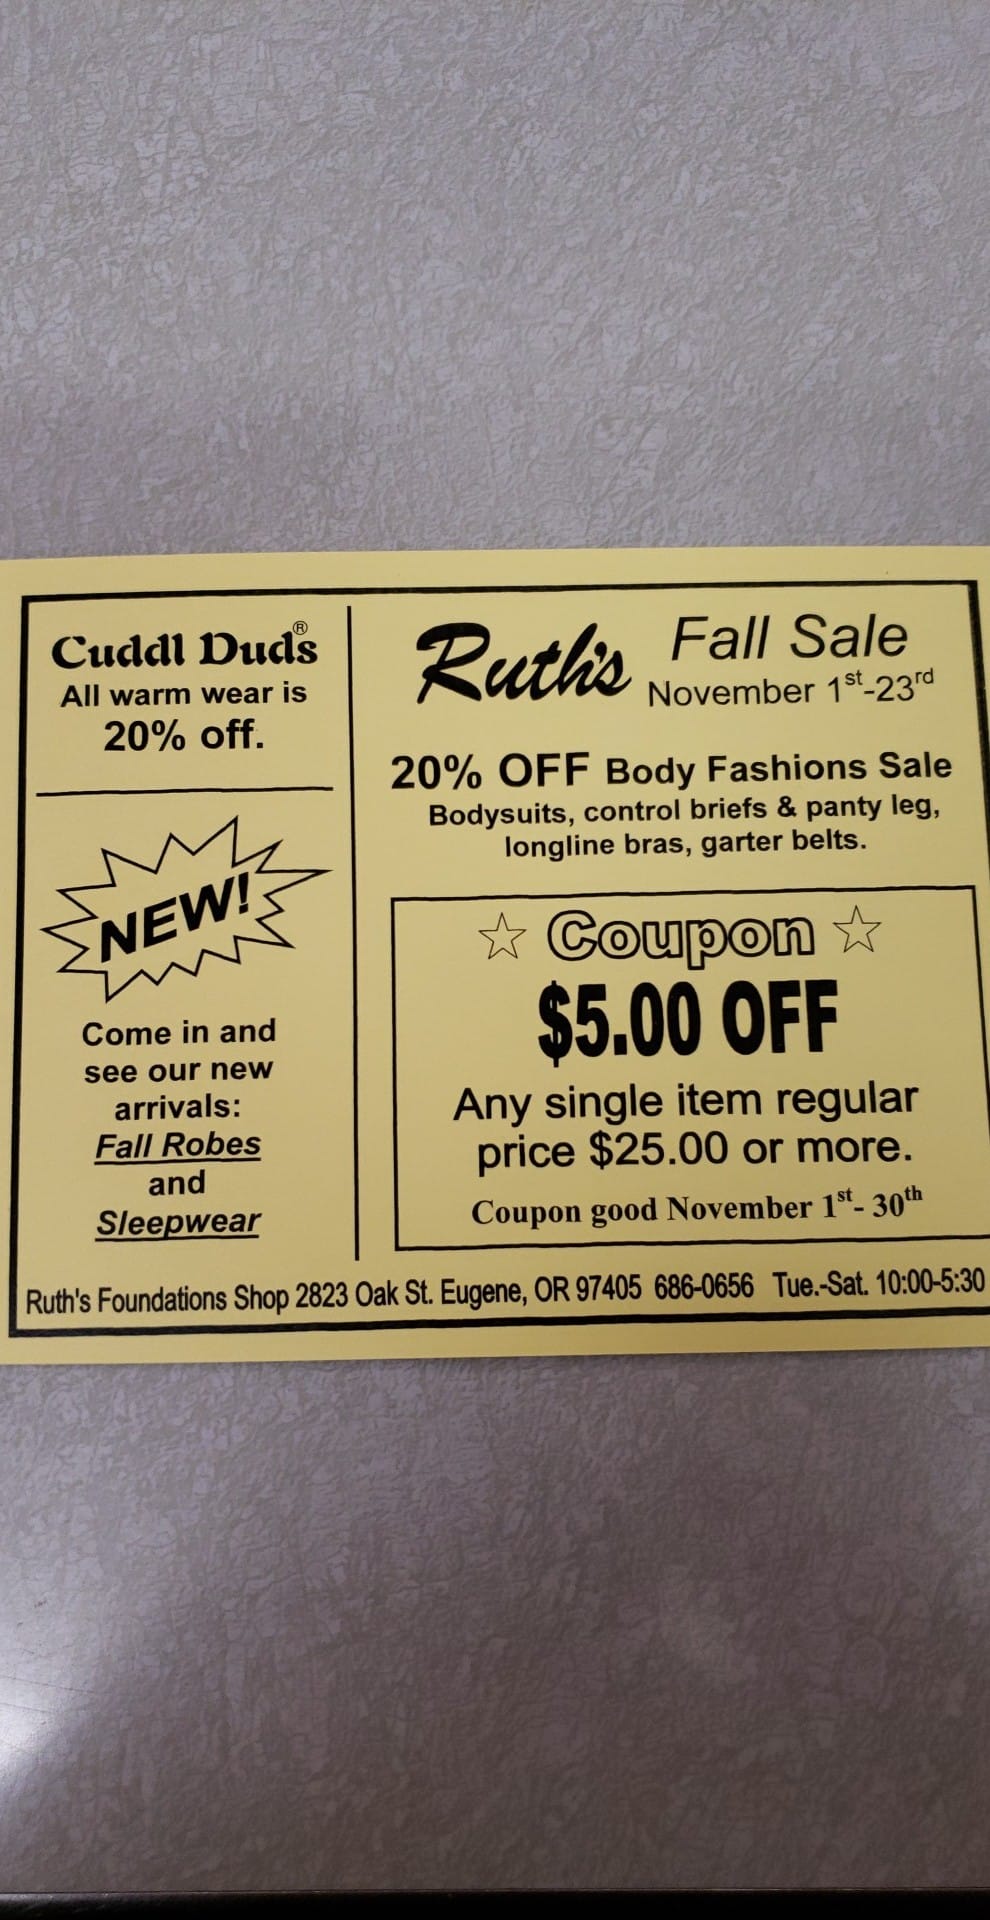 Cuddl Duds®
All warm wear is
20% off.
NEW!
Come in and
see our new
arrivals:
Fall Robes
and
Sleepwear
Ruth's Fall Sale
November 1st-23rd
20% OFF Body Fashions Sale
Bodysuits, control briefs & panty leg,
longline bras, garter belts.
☆ Coupon ☆
$5.00 OFF
Any single item regular
price $25.00 or more.
Coupon good November 1st- 30th
Ruth's Foundations Shop 2823 Oak St. Eugene, OR 97405 686-0656 Tue.-Sat. 10:00-5:30